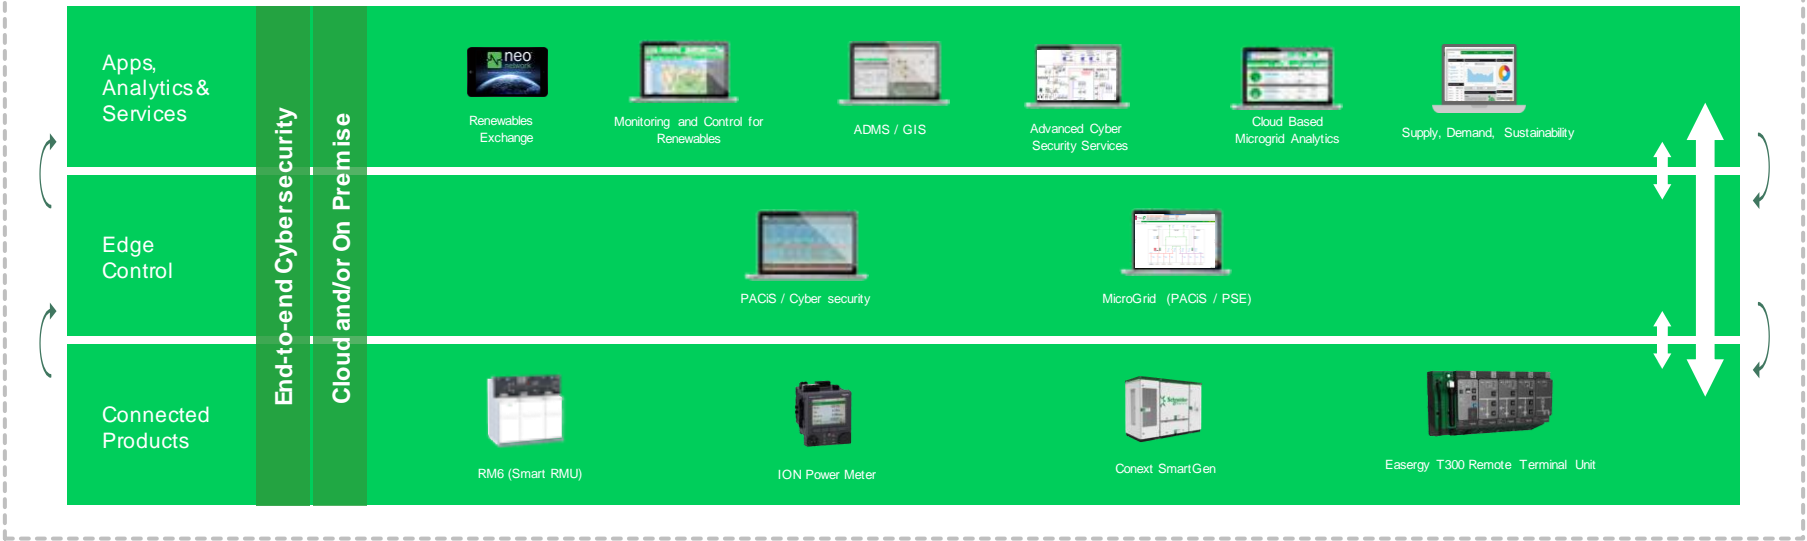 Apps,
Analytics &
Services
End-to-end Cybersecurity
Cloud and/or On Premise
neo
network
Renewables
Exchange
Monitoring and Control for
Renewables
ADMS / GIS
Advanced Cyber
Security Services
Cloud Based
Microgrid Analytics
Supply, Demand, Sustainability
Edge
Control
PACiS / Cyber security
MicroGrid (PACiS / PSE)
Connected
Products
RM6 (Smart RMU)
ION Power Meter
Schneider
Conext SmartGen
Easergy T300 Remote Terminal Unit